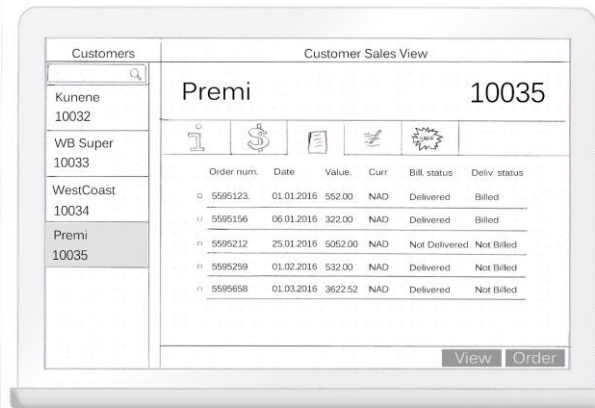 Customers
Customer Sales View
Kunene
10032
WB Super
10033
WestCoast
10034
Premi
10035
Premi 10035
Order num. Date Value. Curr Bill. status Deliv. status
5595123. 01.01.2016 552.00 NAD Delivered Billed
5595156 06.01.2016 322.00 NAD Delivered Billed
5595212 25.01.2016 5052.00 NAD Not Delivered Not Billed
5595259 01.02.2016 532.00 NAD Delivered Not Billed
5595658 01.03.2016 3622.52 NAD Delivered Not Billed
View Order